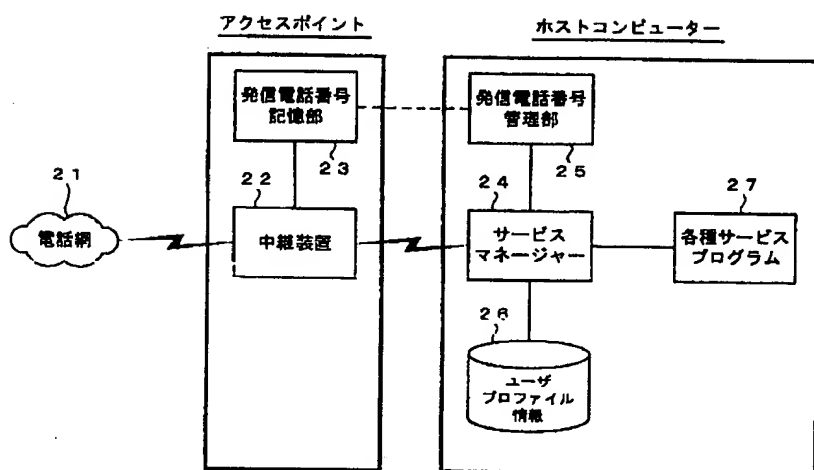 アクセスポイント
ホストコンピューター
発信電話番号
記憶部
発信電話番号
管理部
23
25
21
22
24
27
電話網
中継装置
サービス
マネージャー
各種サービス
プログラム
26
ユーザ
プロファイル
情報